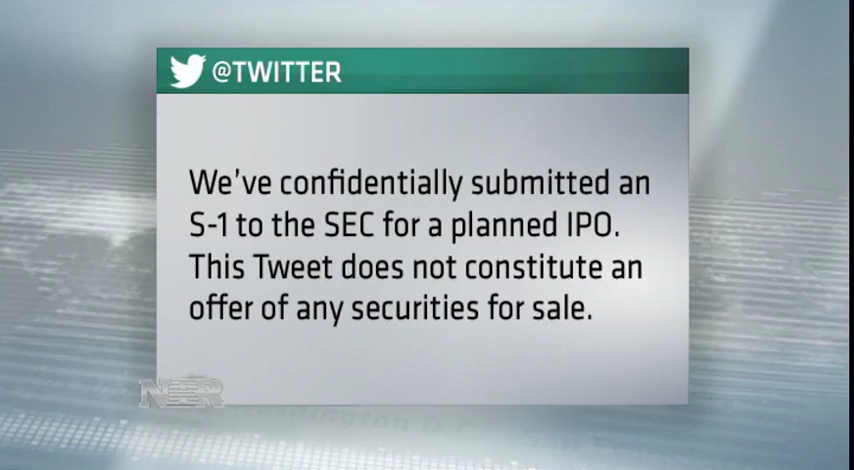 @TWITTER
We've confidentially submitted an
S-1 to the SEC for a planned IPO.
This Tweet does not constitute an
offer of any securities for sale.
NBR